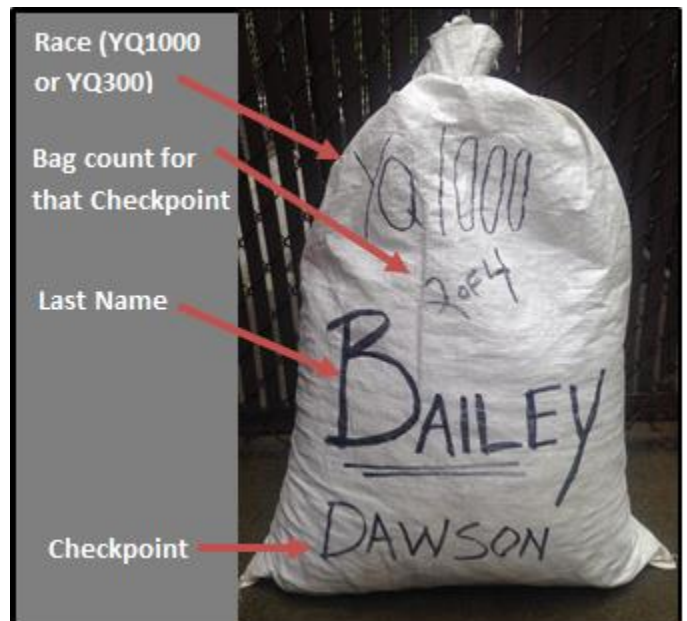 Race (YQ1000
or YQ300)
Bag count for
that Checkpoint
Last Name
Checkpoint
YQ1000
2 of 4
BAILEY
DAWSON